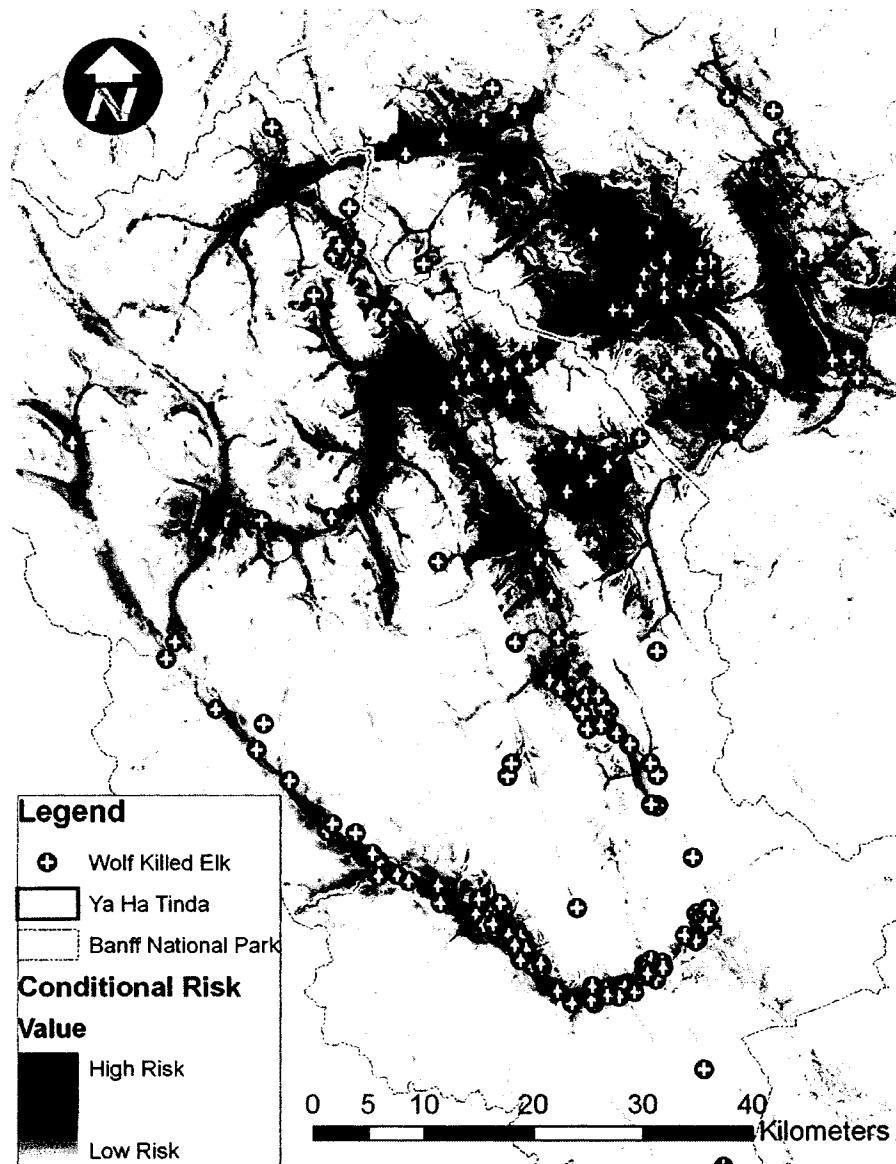 N
Legend
Wolf Killed Elk
Ya Ha Tinda
Banff National Park
Conditional Risk
Value
High Risk
Low Risk
0 5 10 20 30 40
Kilometers